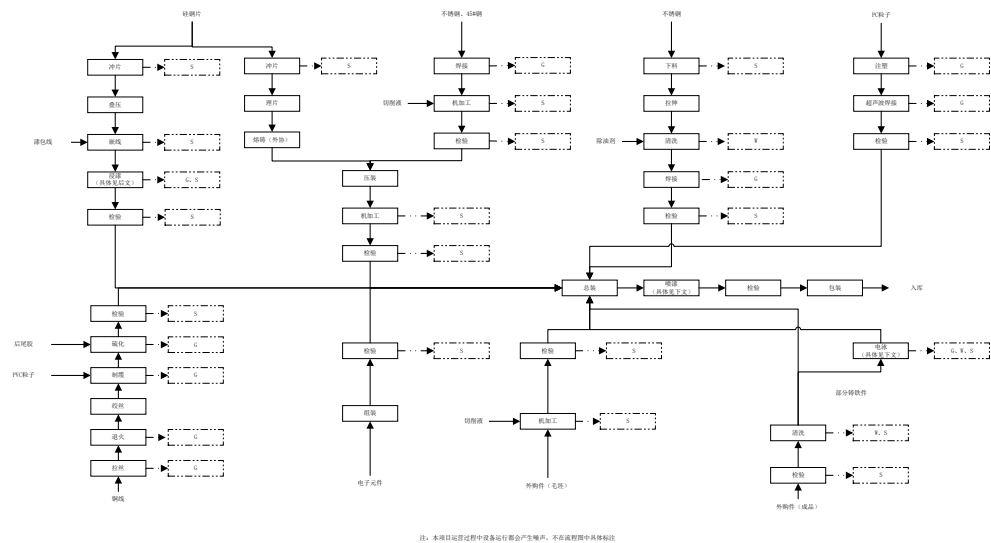 硅钢片
不锈钢、45#钢
不锈钢
PC粒子
冲片
S
冲片
S
焊接
G
下料
S
注塑
G
叠压
理片
切削液
机加工
S
拉伸
超声波焊接
G
漆包线
嵌线
S
熔铸（外协）
检验
S
除油剂
清洗
W
检验
S
浸漆
（具体见后文）
G、S
压装
焊接
G
检验
S
机加工
S
检验
S
检验
S
总装
喷漆
（具体见下文）
检验
包装
入库
检验
S
后尾胶
硫化
G
检验
S
检验
S
电泳
（具体见下文）
G、W、S
PVC粒子
制缆
G
部分铸铁件
绞丝
组装
切削液
机加工
S
退火
G
清洗
W、S
拉丝
G
检验
S
铜线
电子元件
外购件（毛坯）
外购件（成品）
注：本项目运营过程中设备运行都会产生噪声，不在流程图中具体标注